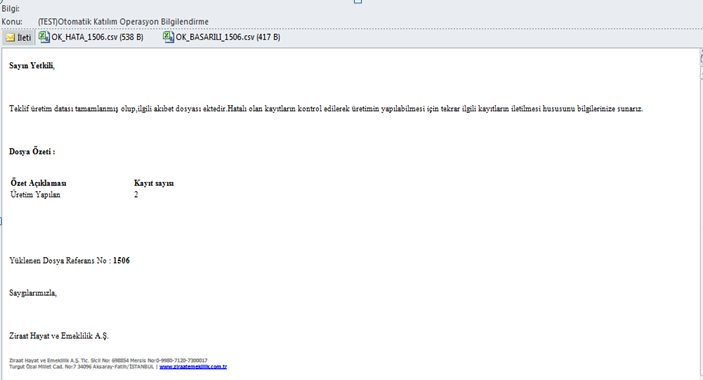 Bilgi:
Konu: (TEST)Otomatik Katılım Operasyon Bilgilendirme
İleti OK_HATA_1506.csv (538 B) OK_BASARILI_1506.csv (417 B)
Sayın Yetkili,
Teklif üretim datası tamamlanmış olup,ilgili akıbet dosyası ektedir.Hatalı olan kayıtların kontrol edilerek üretimin yapılabilmesi için tekrar ilgili kayıtların iletilmesi hususunu bilgilerinize sunarız.
Dosya Özeti :
Özet Açıklaması Kayıt sayısı
Üretim Yapılan 2
Yüklenen Dosya Referans No : 1506
Saygılarımızla,
Ziraat Hayat ve Emeklilik A.Ş.
Ziraat Hayat ve Emeklilik A.Ş. Tic. Sicil No: 698054 Mersis No:0-9980-7120-7300017
Turgut Özal Millet Cad. No:7 34096 Aksaray-Fatih/İSTANBUL | www.ziraatemeklilik.com.tr